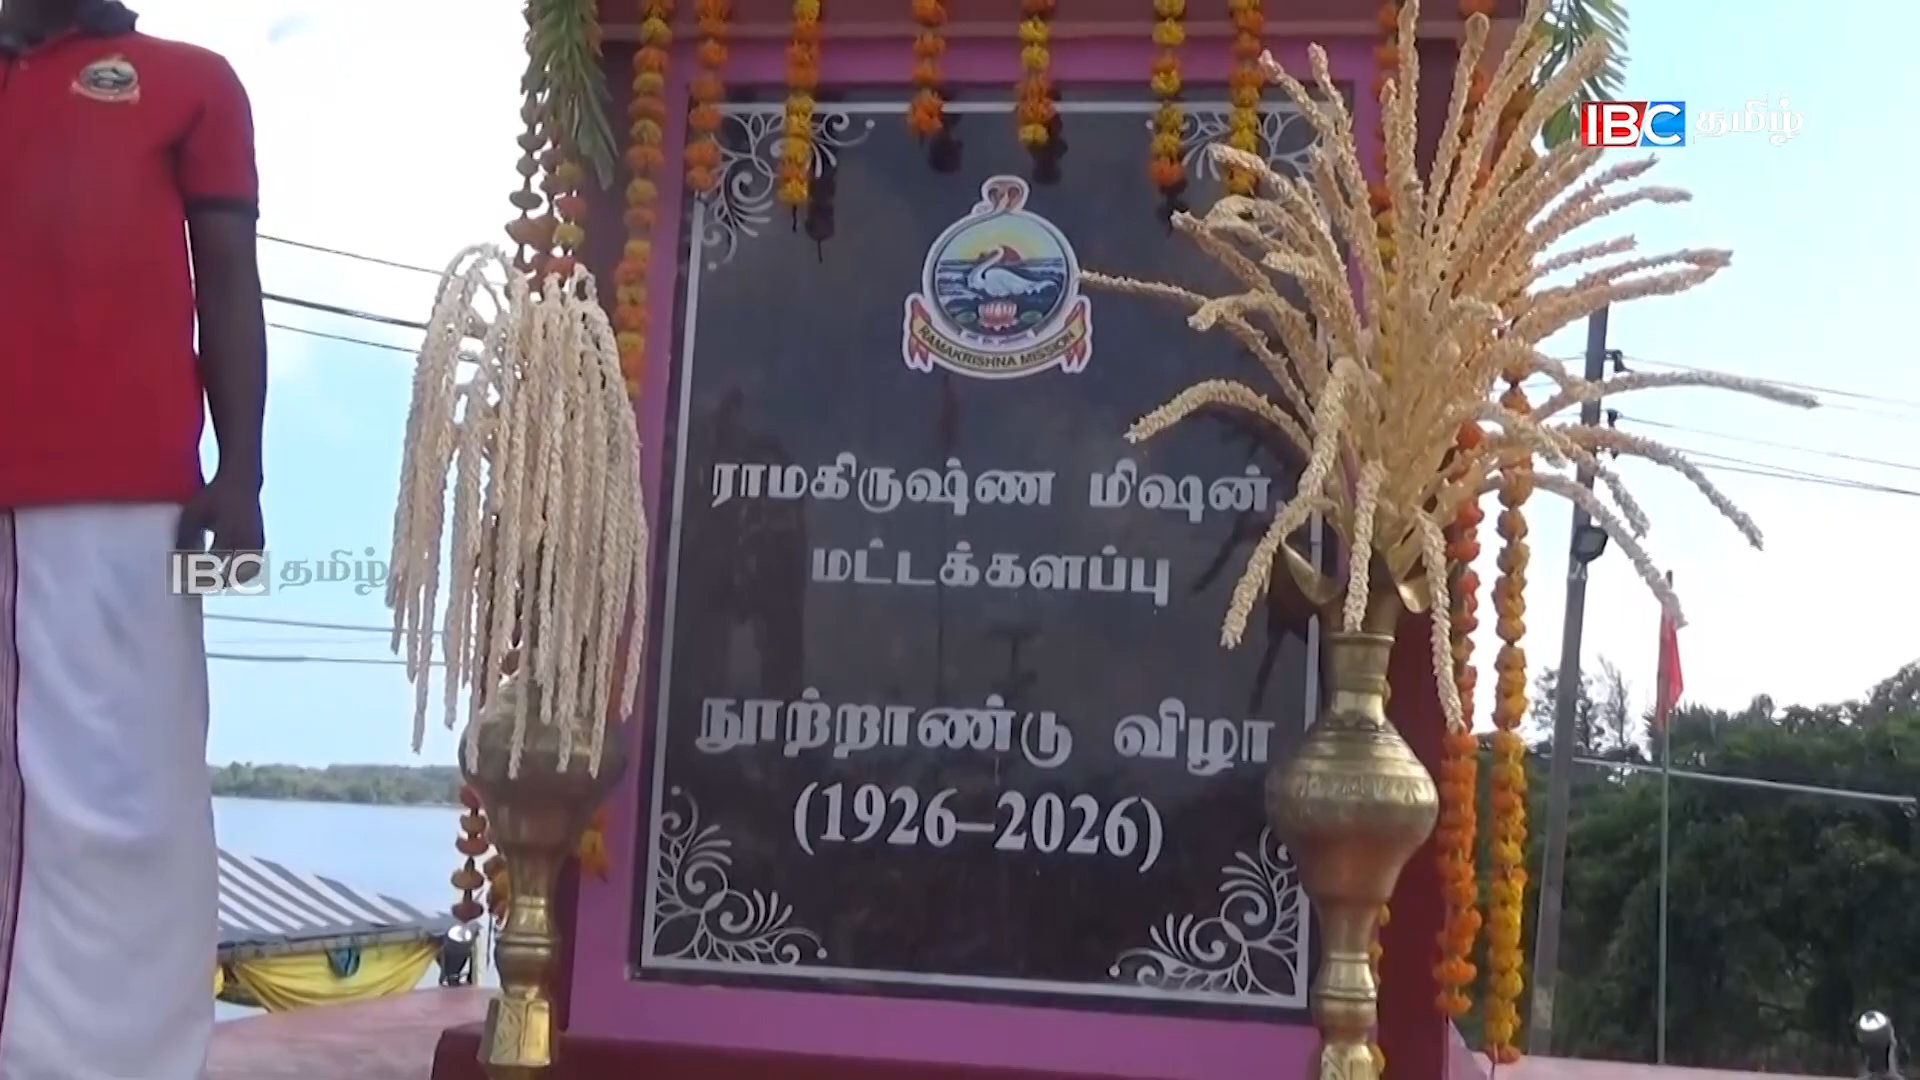 IBC தமிழ்
RAMAKRISHNA MISSION
ராமகிருஷ்ண மிஷன்
மட்டக்களப்பு
IBC தமிழ்
நூற்றாண்டு விழா
(1926–2026)